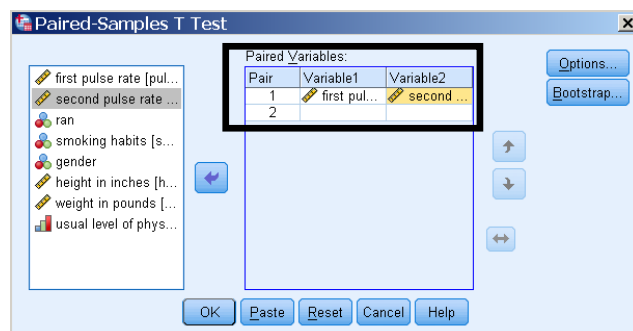 Paired-Samples T Test
first pulse rate [pul...
second pulse rate ...
ran
smoking habits [s...
gender
height in inches [h...
weight in pounds [...
usual level of phys...
Paired Variables:
Pair Variable1 Variable2
1 first pul... second ...
2
Options...
Bootstrap...
OK Paste Reset Cancel Help